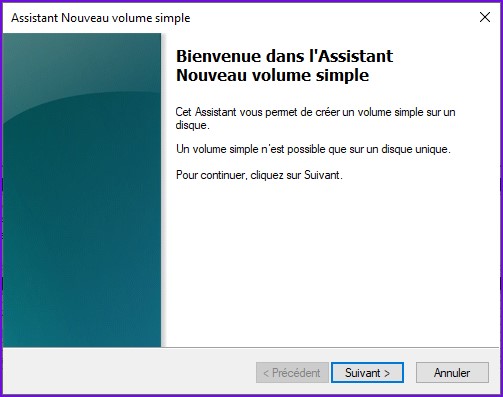 Assistant Nouveau volume simple
Bienvenue dans l'Assistant
Nouveau volume simple
Cet Assistant vous permet de créer un volume simple sur un
disque.
Un volume simple n'est possible que sur un disque unique.
Pour continuer, cliquez sur Suivant.
< Précédent
Suivant >
Annuler